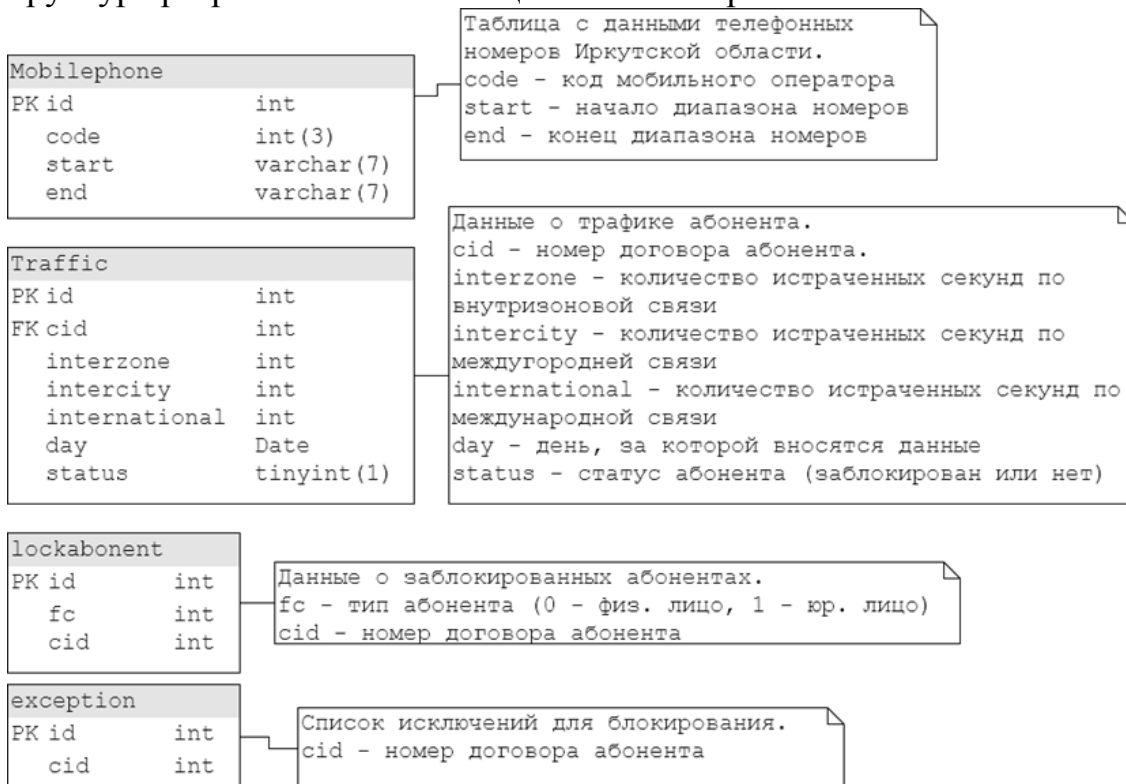 Таблица с данными телефонных
номеров Иркутской области.
code - код мобильного оператора
start - начало диапазона номеров
end - конец диапазона номеров
Mobilephone
PK id int
code int(3)
start varchar(7)
end varchar(7)
Данные о трафике абонента.
cid - номер договора абонента.
interzone - количество истраченных секунд по
внутризоновой связи
intercity - количество истраченных секунд по
междугородней связи
international - количество истраченных секунд по
международной связи
day - день, за которой вносятся данные
status - статус абонента (заблокирован или нет)
Traffic
PK id int
FK cid int
interzone int
intercity int
international int
day Date
status tinyint(1)
lockabonent
PK id int
fc int
cid int
Данные о заблокированных абонентах.
fc - тип абонента (0 - физ. лицо, 1 - юр. лицо)
cid - номер договора абонента
exception
PK id int
cid int
Список исключений для блокирования.
cid - номер договора абонента